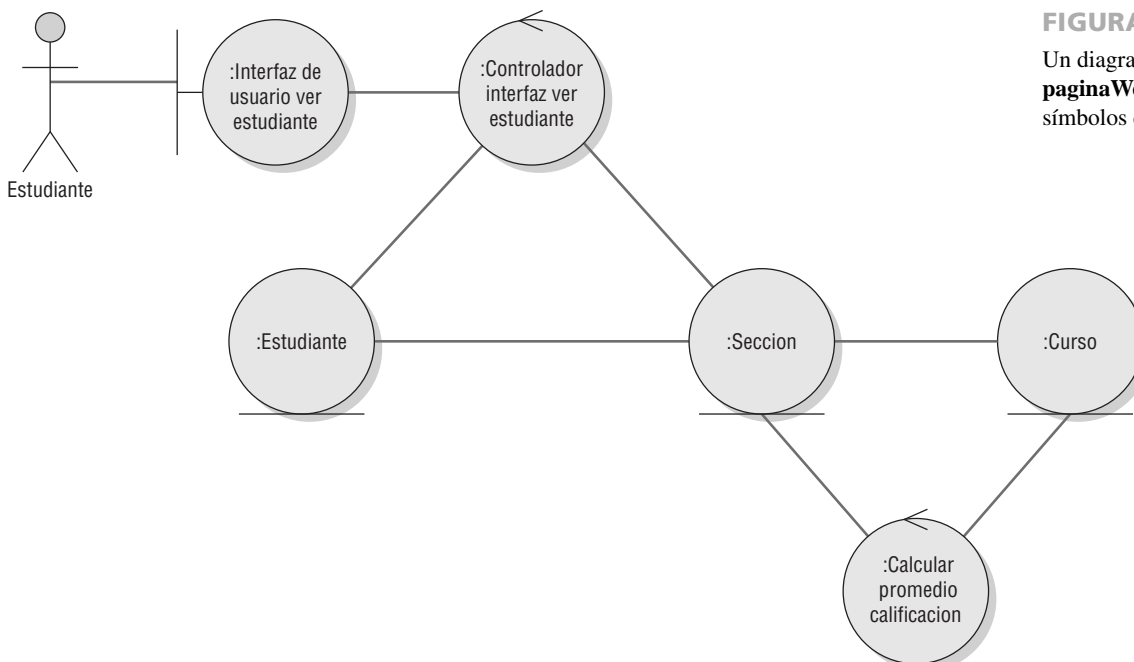 FIGURA
Un diagra
paginaWe
símbolos
:Interfaz de
usuario ver
estudiante
:Controlador
interfaz ver
estudiante
Estudiante
:Estudiante
:Seccion
:Curso
:Calcular
promedio
calificacion